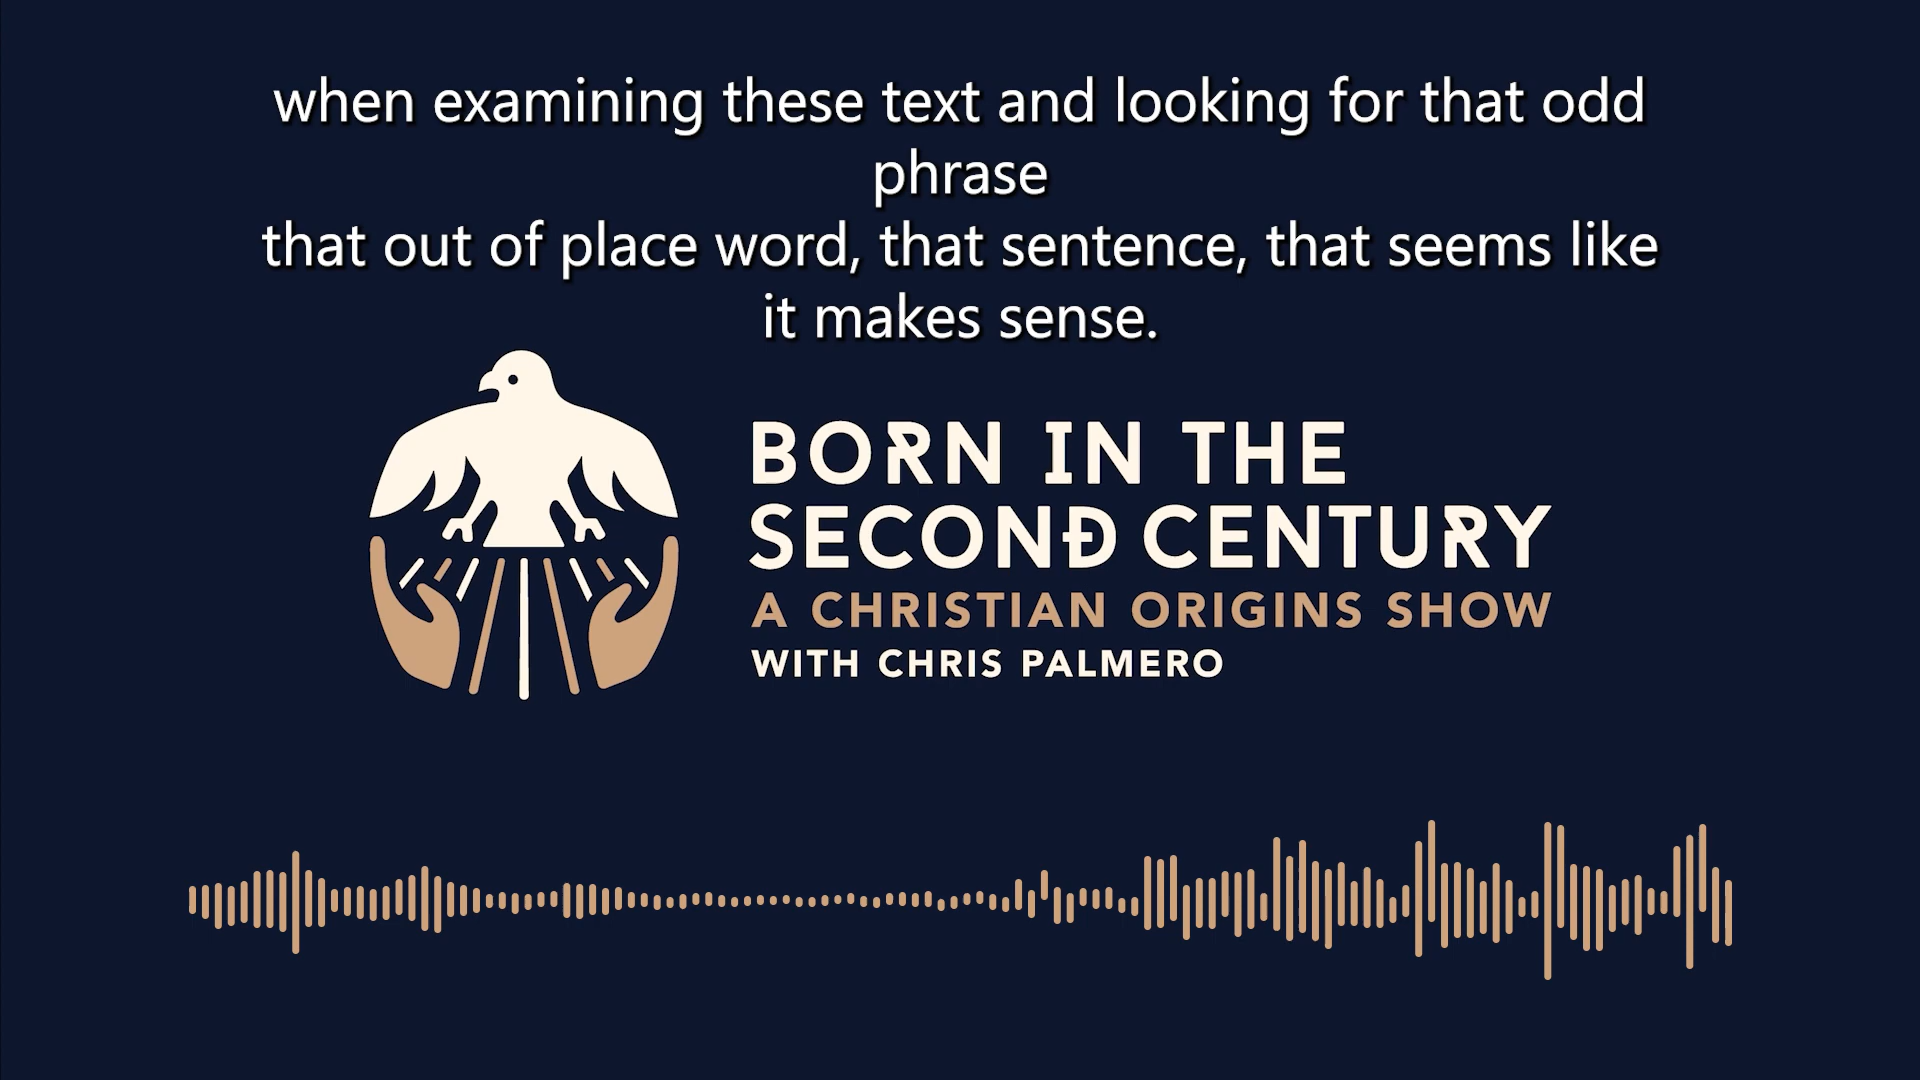 when examining these text and looking for that odd
phrase
that out of place word, that sentence, that seems like
it makes sense.
BORN IN THE
SECOND CENTURY
A CHRISTIAN ORIGINS SHOW
WITH CHRIS PALMERO